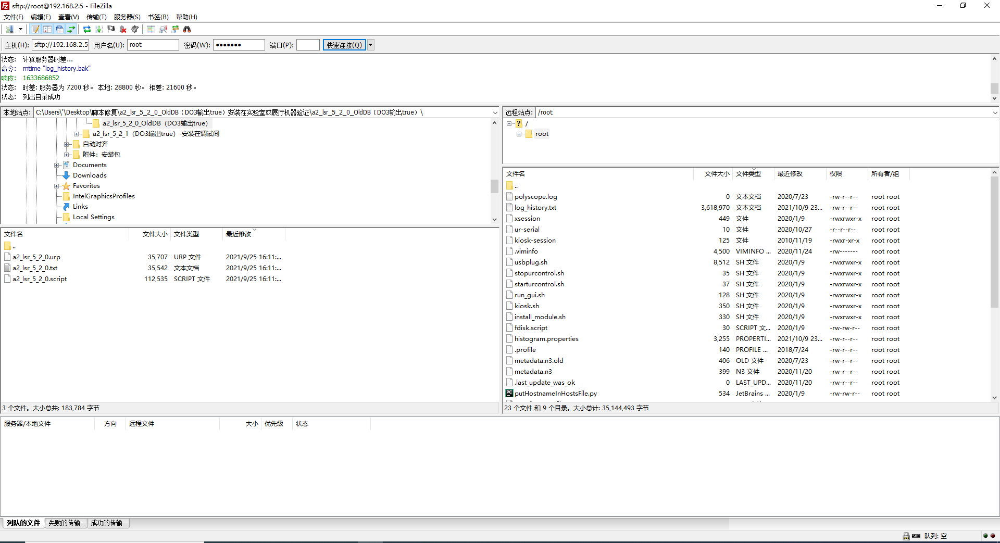 sftp://root@192.168.2.5 - FileZilla
文件(F) 编辑(E) 查看(V) 传输(T) 服务器(S) 书签(B) 帮助(H)
主机(H): sftp://192.168.2.5 用户名(U): root 密码(W): ●●●●●●● 端口(P): 快速连接(Q)
状态: 计算服务器时差...
命令: mtime "log_history.bak"
响应: 1633686852
状态: 时差: 服务器为 7200 秒。 本地: 28800 秒。 相差: 21600 秒。
状态: 列出目录成功
本地站点: C:\Users\'\Desktop\脚本修复\a2_lsr_5_2_0_OldDB（DO3输出true）安装在实验室或展厅机器验证\a2_lsr_5_2_0_OldDB（DO3输出true）\
a2_lsr_5_2_0_OldDB（DO3输出true）
a2_lsr_5_2_1（DO3输出true）-安装在调试间
自动对齐
附件：安装包
Documents
Downloads
Favorites
IntelGraphicsProfiles
Links
Local Settings
文件名 文件大小 文件类型 最近修改
..
a2_lsr_5_2_0.urp 35,707 URP 文件 2021/9/25 16:11:...
a2_lsr_5_2_0.txt 35,542 文本文档 2021/9/25 16:11:...
a2_lsr_5_2_0.script 112,535 SCRIPT 文件 2021/9/25 16:11:...
3 个文件。大小总共: 183,784 字节
远程站点: /root
/
root
文件名 文件大小 文件类型 最近修改 权限 所有者/组
..
polyscope.log 0 文本文档 2020/7/23 -rw-r--r-- root root
log_history.txt 3,618,970 文本文档 2021/10/9 23... -rw-r--r-- root root
xsession 449 文件 2020/1/9 -rwxrwxr-x root root
ur-serial 10 文件 2020/10/27 -r--r--r-- root root
kiosk-session 125 文件 2010/11/19 -rwxr-xr-x root root
.viminfo 4,500 VIMINFO ... 2020/11/24 -rw------- root root
usbplug.sh 8,512 SH 文件 2020/1/9 -rwxrwxr-x root root
stopurcontrol.sh 35 SH 文件 2020/1/9 -rwxrwxr-x root root
starturcontrol.sh 37 SH 文件 2020/1/9 -rwxrwxr-x root root
run_gui.sh 128 SH 文件 2020/1/9 -rwxrwxr-x root root
kiosk.sh 350 SH 文件 2020/1/9 -rwxrwxr-x root root
install_module.sh 330 SH 文件 2020/1/9 -rwxrwxr-x root root
fdisk.script 30 SCRIPT 文... 2020/1/9 -rw-rw-r-- root root
histogram.properties 3,255 PROPERTI... 2021/10/9 23... -rw-r--r-- root root
.profile 140 PROFILE ... 2018/7/24 -rw-r--r-- root root
metadata.n3.old 406 OLD 文件 2020/7/23 -rw-r--r-- root root
metadata.n3 399 N3 文件 2020/11/20 -rw-r--r-- root root
.last_update_was_ok 0 LAST_UPD... 2020/11/20 -rw-r--r-- root root
putHostnameInHostsFile.py 534 JetBrains ... 2020/1/9 -rw-rw-r-- root root
23 个文件 和 9 个目录。大小总计: 35,144,493 字节
服务器/本地文件 方向 远程文件 大小 优先级 状态
列队的文件 失败的传输 成功的传输
队列: 空